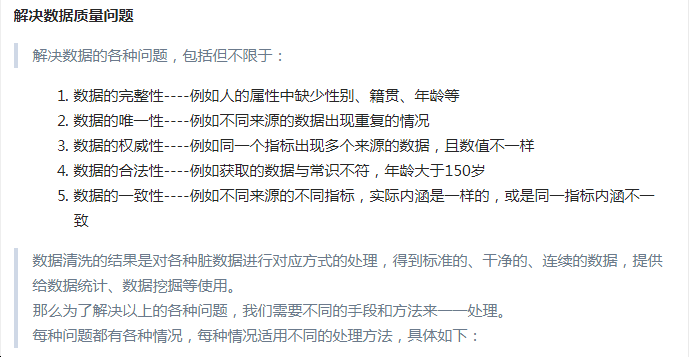 解决数据质量问题
解决数据的各种问题，包括但不限于：
1. 数据的完整性----例如人的属性中缺少性别、籍贯、年龄等
2. 数据的唯一性----例如不同来源的数据出现重复的情况
3. 数据的权威性----例如同一个指标出现多个来源的数据，且数值不一样
4. 数据的合法性----例如获取的数据与常识不符，年龄大于150岁
5. 数据的一致性----例如不同来源的不同指标，实际内涵是一样的，或是同一指标内涵不一
致
数据清洗的结果是对各种脏数据进行对应方式的处理，得到标准的、干净的、连续的数据，提供
给数据统计、数据挖掘等使用。
那么为了解决以上的各种问题，我们需要不同的手段和方法来一一处理。
每种问题都有各种情况，每种情况适用不同的处理方法，具体如下：